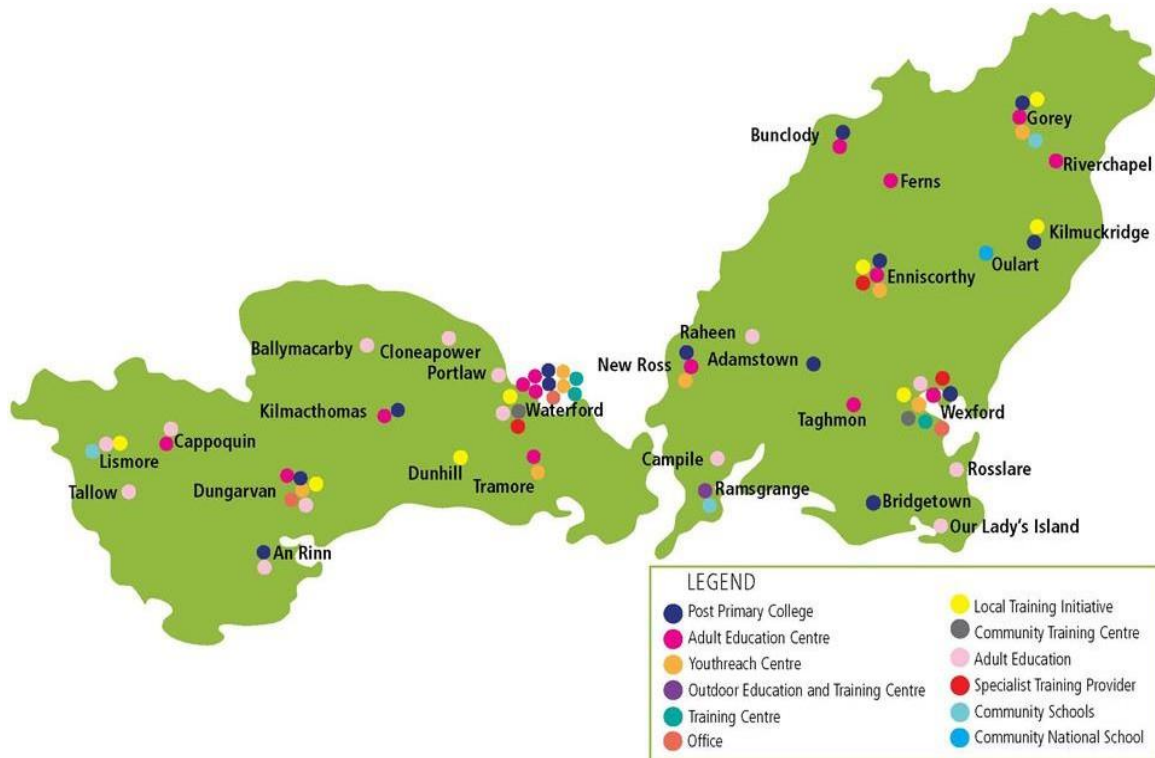 Gorey
Bunclody
Riverchapel
Ferns
Kilmuckridge
Oulart
Enniscorthy
Raheen
Ballymacarby
Cloneapower
Adamstown
New Ross
Portlaw
Kilmacthomas
Waterford
Wexford
Taghmon
Cappoquin
Lismore
Campile
Rosslare
Dunhill
Tramore
Tallow
Dungarvan
Ramsgrange
Bridgetown
Our Lady's Island
An Rinn
LEGEND
Post Primary College
Adult Education Centre
Youthreach Centre
Outdoor Education and Training Centre
Training Centre
Office
Local Training Initiative
Community Training Centre
Adult Education
Specialist Training Provider
Community Schools
Community National School